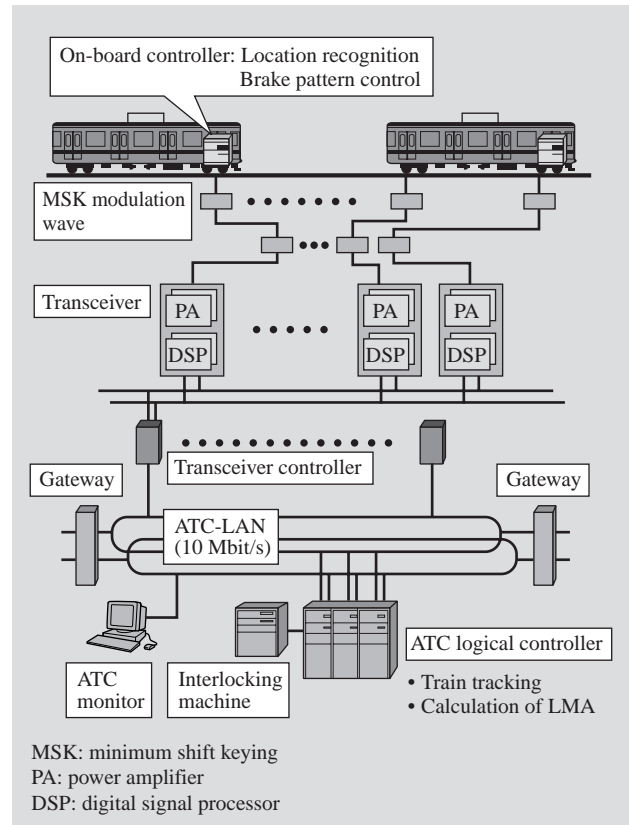 On-board controller: Location recognition
Brake pattern control
MSK modulation
wave
Transceiver
PA
PA
PA
DSP
DSP
DSP
Transceiver controller
Gateway
Gateway
ATC-LAN
(10 Mbit/s)
ATC
monitor
Interlocking
machine
ATC logical controller
• Train tracking
• Calculation of LMA
MSK: minimum shift keying
PA: power amplifier
DSP: digital signal processor